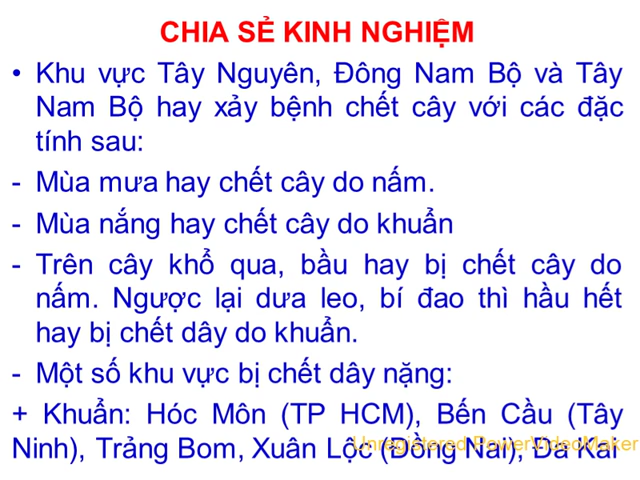 CHIA SẺ KINH NGHIỆM
• Khu vực Tây Nguyên, Đông Nam Bộ và Tây
Nam Bộ hay xảy bệnh chết cây với các đặc
tính sau:
- Mùa mưa hay chết cây do nấm.
- Mùa nắng hay chết cây do khuẩn
- Trên cây khổ qua, bầu hay bị chết cây do
nấm. Ngược lại dưa leo, bí đao thì hầu hết
hay bị chết dây do khuẩn.
- Một số khu vực bị chết dây nặng:
+ Khuẩn: Hóc Môn (TP HCM), Bến Cầu (Tây
Ninh), Trảng Bom, Xuân Lộc (Đồng Nai), Đa Kai
Unregistered PowerVideoMaker